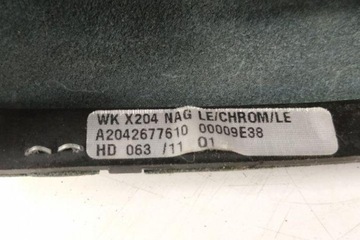 WK X204 NAG LE/CHROM/LE
A2042677610 00009E38
HD 063 /11 01